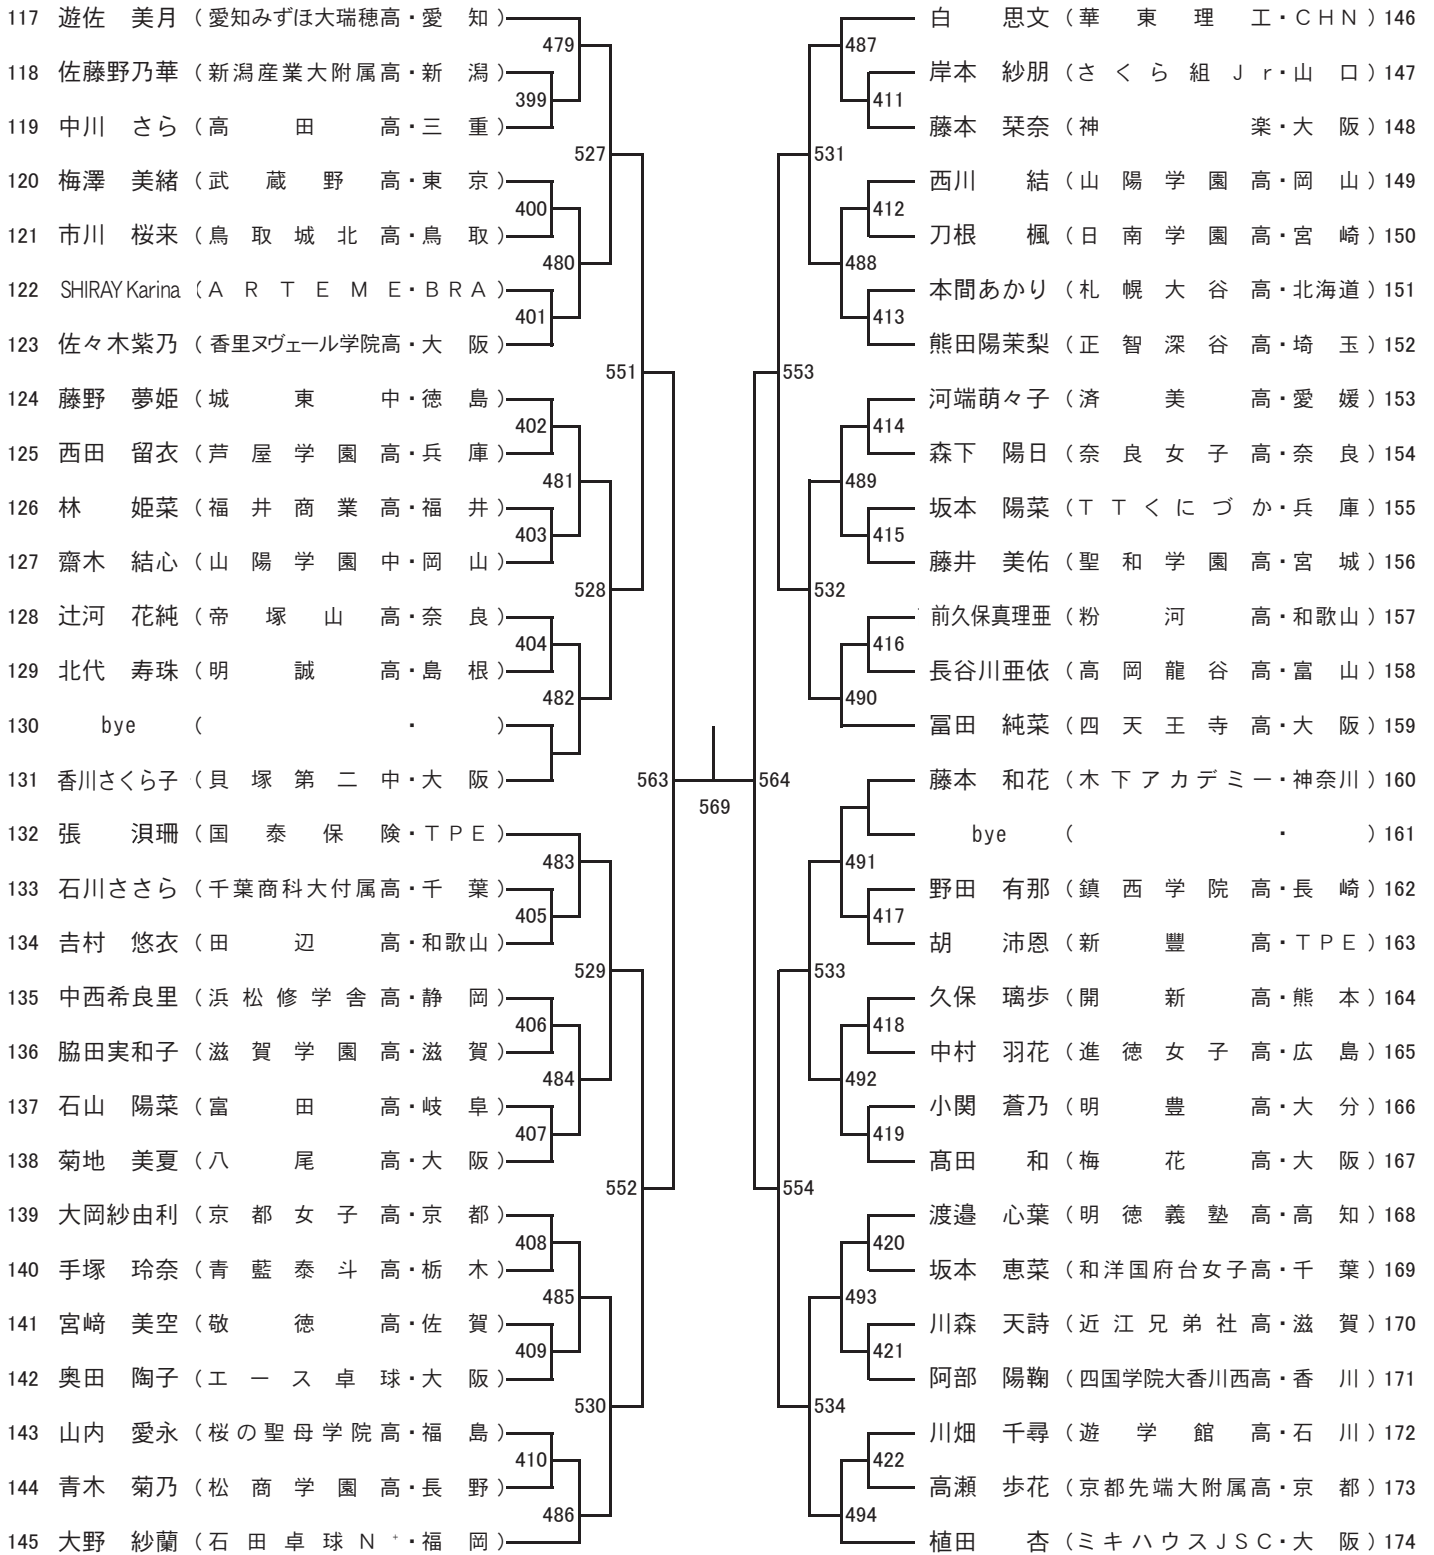 117 遊佐 美月 (愛知みずほ大瑞穂高・愛 知)
479
118 佐藤野乃華 (新潟産業大附属高・新 潟)
399
119 中川 さら (高 田 高・三 重)
527
120 梅澤 美緒 (武 蔵 野 高・東 京)
400
121 市川 桜来 (鳥 取 城 北 高・鳥 取)
480
122 SHIRAY Karina (A R T E M E・B R A)
401
123 佐々木紫乃 (香里ヌヴェール学院高・大 阪)
551
124 藤野 夢姫 (城 東 中・徳 島)
402
125 西田 留衣 (芦 屋 学 園 高・兵 庫)
481
126 林 姫菜 (福 井 商 業 高・福 井)
403
127 齋木 結心 (山 陽 学 園 中・岡 山)
528
128 辻河 花純 (帝 塚 山 高・奈 良)
404
129 北代 寿珠 (明 誠 高・島 根)
482
130 bye ( ・ )
131 香川さくら子 (貝 塚 第 二 中・大 阪)
563
569
132 張 淏珊 (国 泰 保 険・T P E)
483
133 石川ささら (千葉商科大付属高・千 葉)
405
134 𠮷村 悠衣 (田 辺 高・和歌山)
529
135 中西希良里 (浜 松 修 学 舎 高・静 岡)
406
136 脇田実和子 (滋 賀 学 園 高・滋 賀)
484
137 石山 陽菜 (富 田 高・岐 阜)
407
138 菊地 美夏 (八 尾 高・大 阪)
552
139 大岡紗由利 (京 都 女 子 高・京 都)
408
140 手塚 玲奈 (青 藍 泰 斗 高・栃 木)
485
141 宮﨑 美空 (敬 徳 高・佐 賀)
409
142 奥田 陶子 (エ ー ス 卓 球・大 阪)
530
143 山内 愛永 (桜 の 聖 母 学 院 高・福 島)
410
144 青木 菊乃 (松 商 学 園 高・長 野)
486
145 大野 紗蘭 (石 田 卓 球 N ⁺・福 岡)
白 思文 (華 東 理 工・C H N) 146
487
岸本 紗朋 (さ く ら 組 J r・山 口) 147
411
藤本 栞奈 (神 楽・大 阪) 148
531
西川 結 (山 陽 学 園 高・岡 山) 149
412
刀根 楓 (日 南 学 園 高・宮 崎) 150
488
本間あかり (札 幌 大 谷 高・北海道) 151
413
熊田陽茉梨 (正 智 深 谷 高・埼 玉) 152
553
河端萌々子 (済 美 高・愛 媛) 153
414
森下 陽日 (奈 良 女 子 高・奈 良) 154
489
坂本 陽菜 (T T く に づ か・兵 庫) 155
415
藤井 美佑 (聖 和 学 園 高・宮 城) 156
532
前久保真理亜 (粉 河 高・和歌山) 157
416
長谷川亜依 (高 岡 龍 谷 高・富 山) 158
490
冨田 純菜 (四 天 王 寺 高・大 阪) 159
564
藤本 和花 (木 下 ア カ デ ミ ー・神奈川) 160
bye ( ・ ) 161
491
野田 有那 (鎮 西 学 院 高・長 崎) 162
417
胡 沛恩 (新 豐 高・T P E) 163
533
久保 璃歩 (開 新 高・熊 本) 164
418
中村 羽花 (進 徳 女 子 高・広 島) 165
492
小関 蒼乃 (明 豊 高・大 分) 166
419
髙田 和 (梅 花 高・大 阪) 167
554
渡邉 心葉 (明 徳 義 塾 高・高 知) 168
420
坂本 恵菜 (和洋国府台女子高・千 葉) 169
493
川森 天詩 (近 江 兄 弟 社 高・滋 賀) 170
421
阿部 陽鞠 (四国学院大香川西高・香 川) 171
534
川畑 千尋 (遊 学 館 高・石 川) 172
422
高瀬 歩花 (京都先端大附属高・京 都) 173
494
植田 杏 (ミキハウスJSC・大 阪) 174